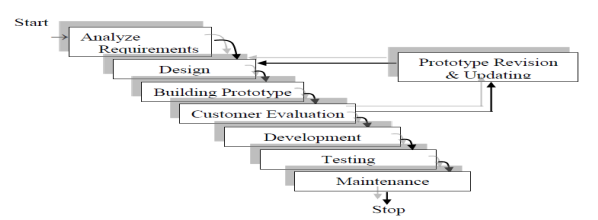 Start
Analyze
Requirements
Design
Building Prototype
Customer Evaluation
Development
Testing
Maintenance
Stop
Prototype Revision
& Updating